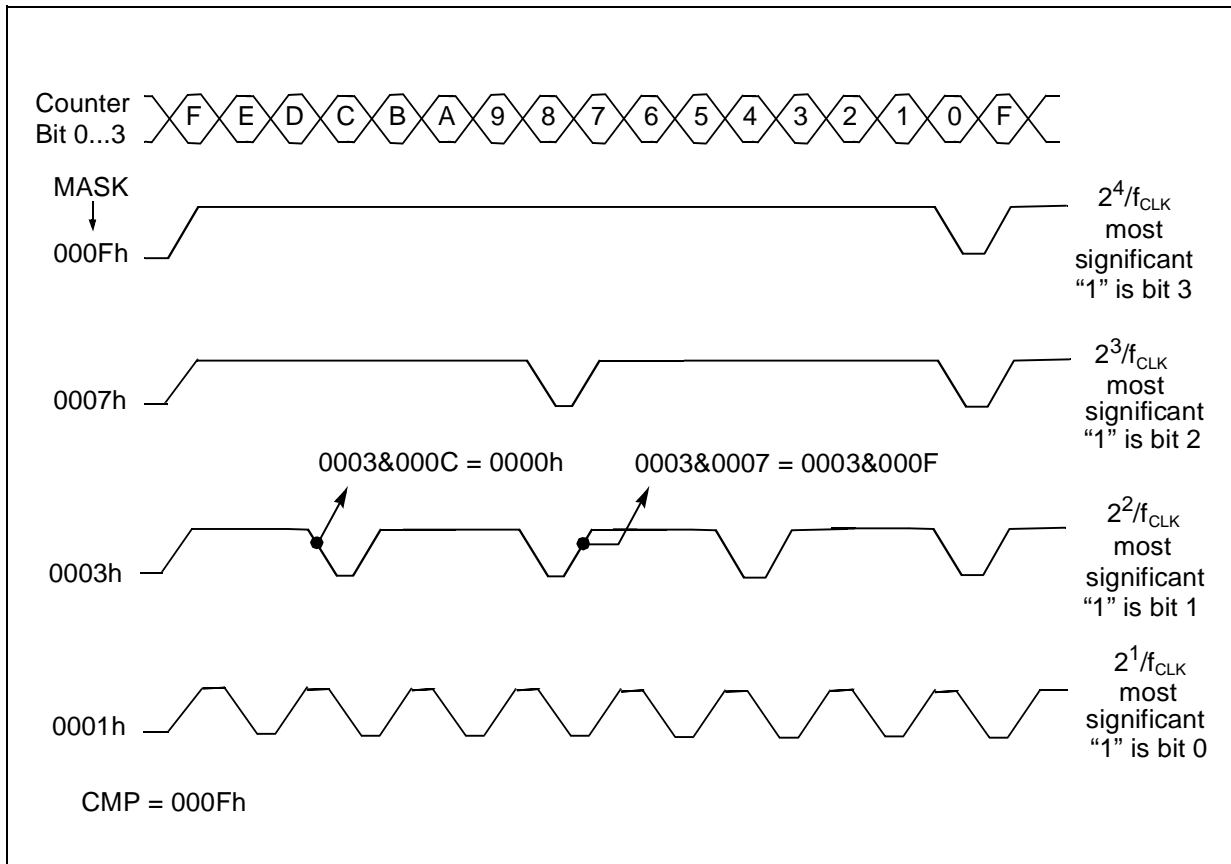 Counter
Bit 0...3
F E D C B A 9 8 7 6 5 4 3 2 1 0 F
MASK
000Fh
2⁴/fCLK
most
significant
“1” is bit 3
0007h
2³/fCLK
most
significant
“1” is bit 2
0003&000C = 0000h
0003&0007 = 0003&000F
0003h
2²/fCLK
most
significant
“1” is bit 1
0001h
2¹/fCLK
most
significant
“1” is bit 0
CMP = 000Fh